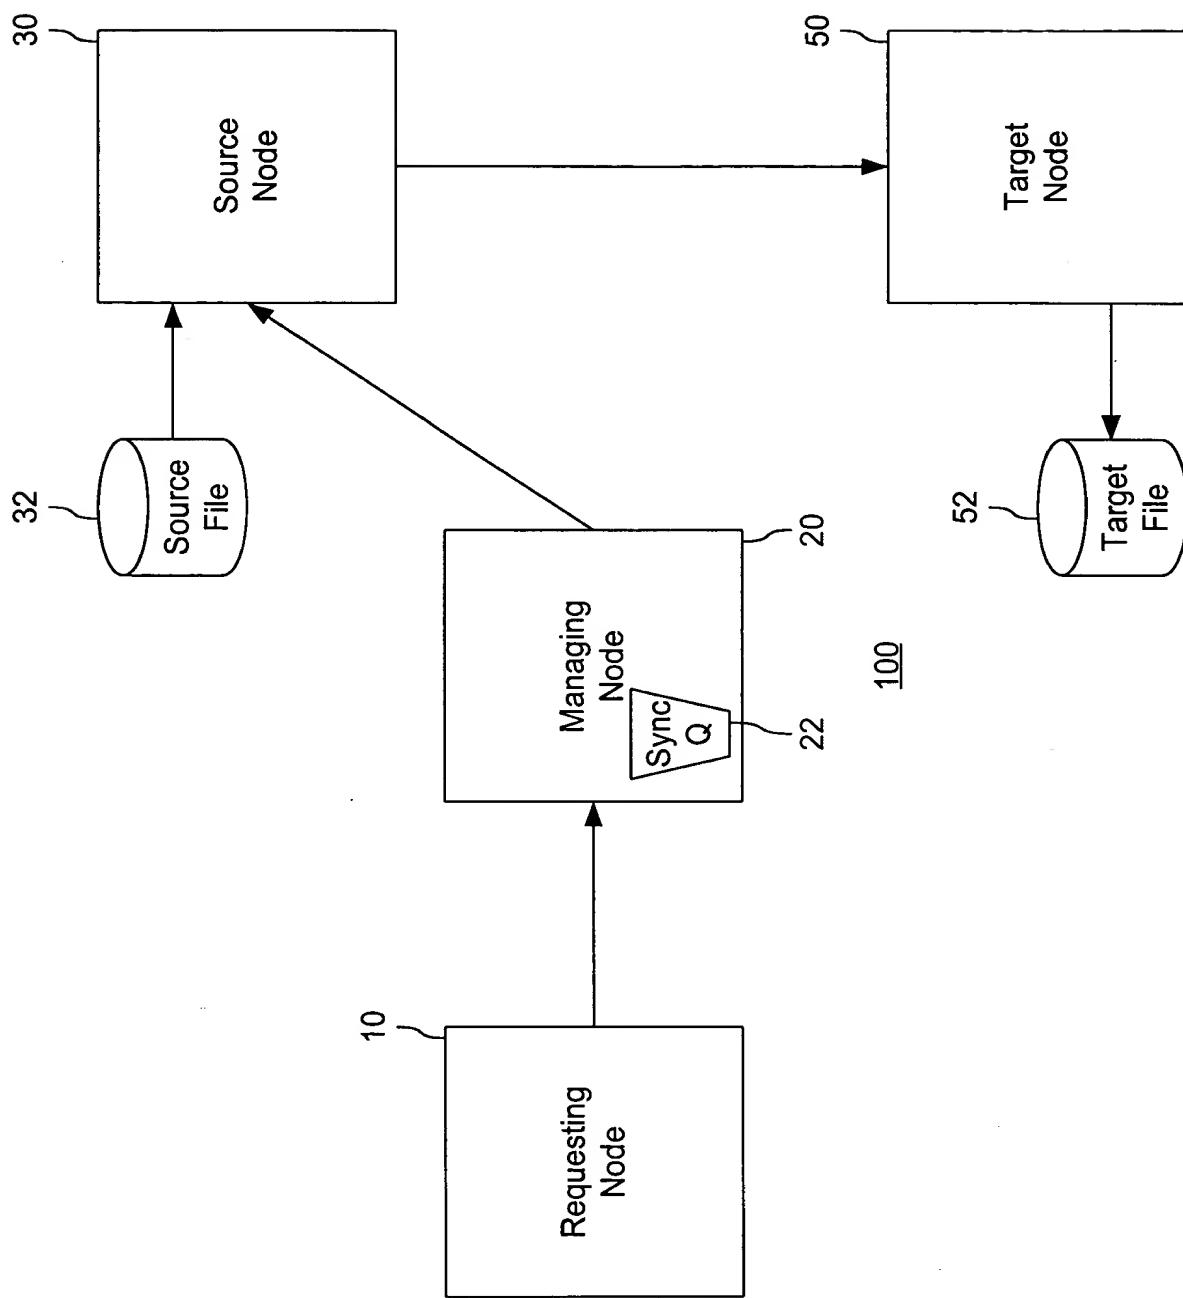 30
Source
Node
50
Target
Node
32
Source
File
52
Target
File
20
Managing
Node
Sync
Q
22
100
10
Requesting
Node